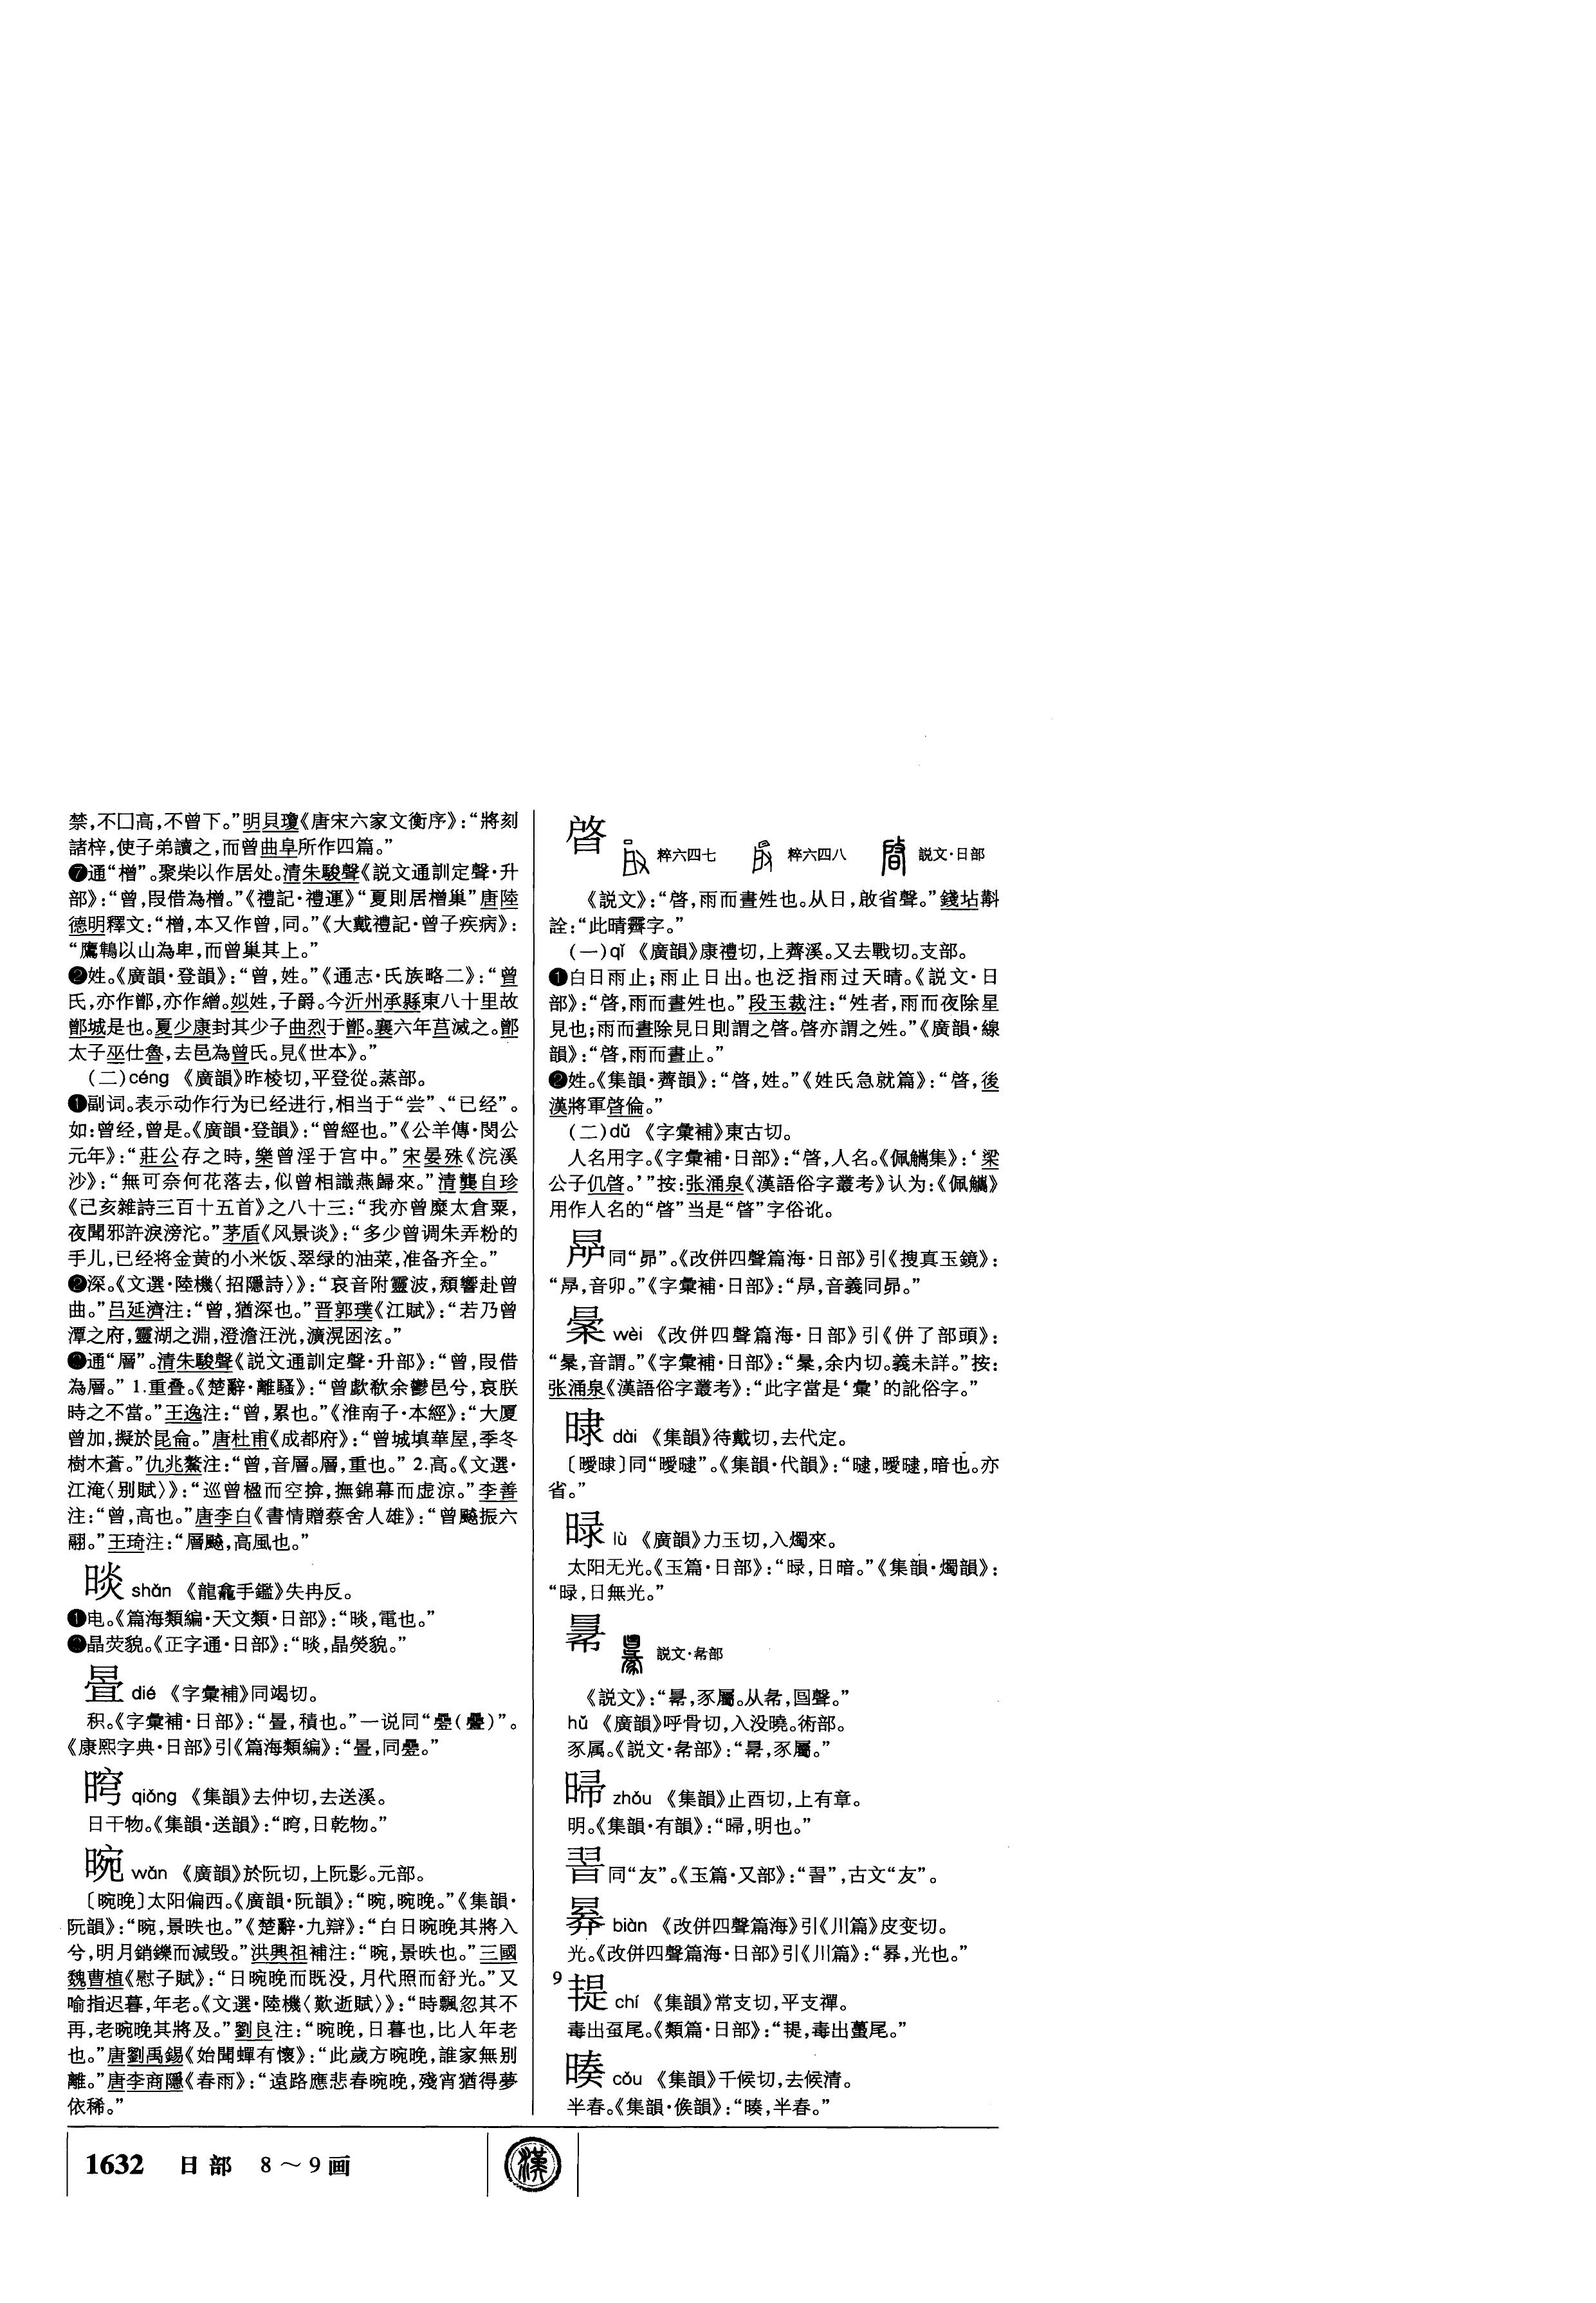 禁，不囗高，不曾下。”明貝瓊《唐宋六家文衡序》：“將刻
諸梓，使子弟讀之，而曾曲阜所作四篇。”
❼通“橧”。聚柴以作居处。清朱駿聲《説文通訓定聲·升
部》：“曾，叚借為橧。”《禮記·禮運》“夏則居橧巢”唐陸
德明釋文：“橧，本又作曾，同。”《大戴禮記·曾子疾病》：
“鷹鶽以山為卑，而曾巢其上。”
姓。《廣韻·登韻》：“曾，姓。”《通志·氏族略二》：“曾
氏，亦作鄫，亦作繒。姒姓，子爵。今沂州承縣東八十里故
鄫城是也。夏少康封其少子曲烈于鄫。襄六年莒滅之。鄫
太子巫仕魯，去邑為曾氏。見《世本》。”
（二）céng 《廣韻》昨棱切，平登從。蒸部。
❶副词。表示动作行为已经进行，相当于“尝”、“已经”。
如：曾经，曾是。《廣韻·登韻》：“曾經也。”《公羊傳·閔公
元年》：“莊公存之時，樂曾淫于宫中。”宋晏殊《浣溪
沙》：“無可奈何花落去，似曾相識燕歸來。”清龔自珍
《己亥雜詩三百十五首》之八十三：“我亦曾糜太倉粟，
夜聞邪許淚滂沱。”茅盾《风景谈》：“多少曾调朱弄粉的
手儿，已经将金黄的小米饭、翠绿的油菜，准备齐全。”
❷深。《文選·陸機〈招隱詩〉》：“哀音附靈波，頹響赴曾
曲。”吕延濟注：“曾，猶深也。”晋郭璞《江賦》：“若乃曾
潭之府，靈湖之淵，澄澹汪洸，瀇滉囦泫。”
❸通“層”。清朱駿聲《説文通訓定聲·升部》：“曾，叚借
為層。”1.重叠。《楚辭·離騷》：“曾歔欷余鬱邑兮，哀朕
時之不當。”王逸注：“曾，累也。”《淮南子·本經》：“大厦
曾加，擬於昆侖。”唐杜甫《成都府》：“曾城填華屋，季冬
樹木蒼。”仇兆鰲注：“曾，音層。層，重也。”2.高。《文選·
江淹〈别賦〉》：“巡曾楹而空揜，撫錦幕而虚涼。”李善
注：“曾，高也。”唐李白《書情贈蔡舍人雄》：“曾飈振六
翮。”王琦注：“層飈，高風也。”
晱 shǎn 《龍龕手鑑》失冉反。
❶电。《篇海類編·天文類·日部》：“晱，電也。”
❷晶荧貌。《正字通·日部》：“晱，晶熒貌。”
dié 《字彙補》同竭切。
积。《字彙補·日部》：“，積也。”一说同“（疊）”。
《康熙字典·日部》引《篇海類編》：“，同。”
qiǒng 《集韻》去仲切，去送溪。
日干物。《集韻·送韻》：“，日乾物。”
晼 wǎn 《廣韻》於阮切，上阮影。元部。
〔晼晚〕太阳偏西。《廣韻·阮韻》：“晼，晼晚。”《集韻·
阮韻》：“晼，景昳也。”《楚辭·九辯》：“白日晼晚其將入
兮，明月銷鑠而減毁。”洪興祖補注：“晼，景昳也。”三國
魏曹植《慰子賦》：“日晼晚而既没，月代照而舒光。”又
喻指迟暮，年老。《文選·陸機〈歎逝賦〉》：“時飄忽其不
再，老晼晚其將及。”劉良注：“晼晚，日暮也，比人年老
也。”唐劉禹錫《始聞蟬有懷》：“此歲方晼晚，誰家無别
離。”唐李商隱《春雨》：“遠路應悲春晼晚，殘宵猶得夢
依稀。”
晵 粹六四七 粹六四八 説文·日部
《説文》：“晵，雨而晝姓也。从日，啟省聲。”錢坫斠
詮：“此晴霽字。”
（一）qǐ 《廣韻》康禮切，上薺溪。又去戰切。支部。
❶白日雨止；雨止日出。也泛指雨过天晴。《説文·日
部》：“晵，雨而晝姓也。”段玉裁注：“姓者，雨而夜除星
見也；雨而晝除見日則謂之晵。晵亦謂之姓。”《廣韻·線
韻》：“晵，雨而晝止。”
❷姓。《集韻·薺韻》：“晵，姓。”《姓氏急就篇》：“晵，後
漢將軍晵倫。”
（二）dǔ 《字彙補》東古切。
人名用字。《字彙補·日部》：“晵，人名。《佩觿集》：‘梁
公子仉晵。’”按：张涌泉《漢語俗字叢考》认为：《佩觿》
用作人名的“晵”当是“啓”字俗讹。
同“昴”。《改併四聲篇海·日部》引《搜真玉鏡》：
“，音卯。”《字彙補·日部》：“，音義同昴。”
wèi 《改併四聲篇海·日部》引《併了部頭》：
“，音謂。”《字彙補·日部》：“，余内切。義未詳。”按：
张涌泉《漢語俗字叢考》：“此字當是‘彙’的訛俗字。”
dài 《集韻》待戴切，去代定。
〔曖〕同“曖曃”。《集韻·代韻》：“曃，曖曃，暗也。亦
省。”
lù 《廣韻》力玉切，入燭來。
太阳无光。《玉篇·日部》：“，日暗。”《集韻·燭韻》：
“，日無光。”
説文·㣇部
《説文》：“，豕屬。从㣇，囘聲。”
hǔ 《廣韻》呼骨切，入没曉。術部。
豕属。《説文·㣇部》：“，豕屬。”
zhǒu 《集韻》止酉切，上有章。
明。《集韻·有韻》：“，明也。”
同“友”。《玉篇·又部》：“”，古文“友”。
biàn 《改併四聲篇海》引《川篇》皮变切。
光。《改併四聲篇海·日部》引《川篇》：“，光也。”
9
chí 《集韻》常支切，平支禪。
毒出虿尾。《類篇·日部》：“，毒出蠆尾。”
còu 《集韻》千候切，去候清。
半春。《集韻·候韻》：“，半春。”
1632 日部 8～9画
漢